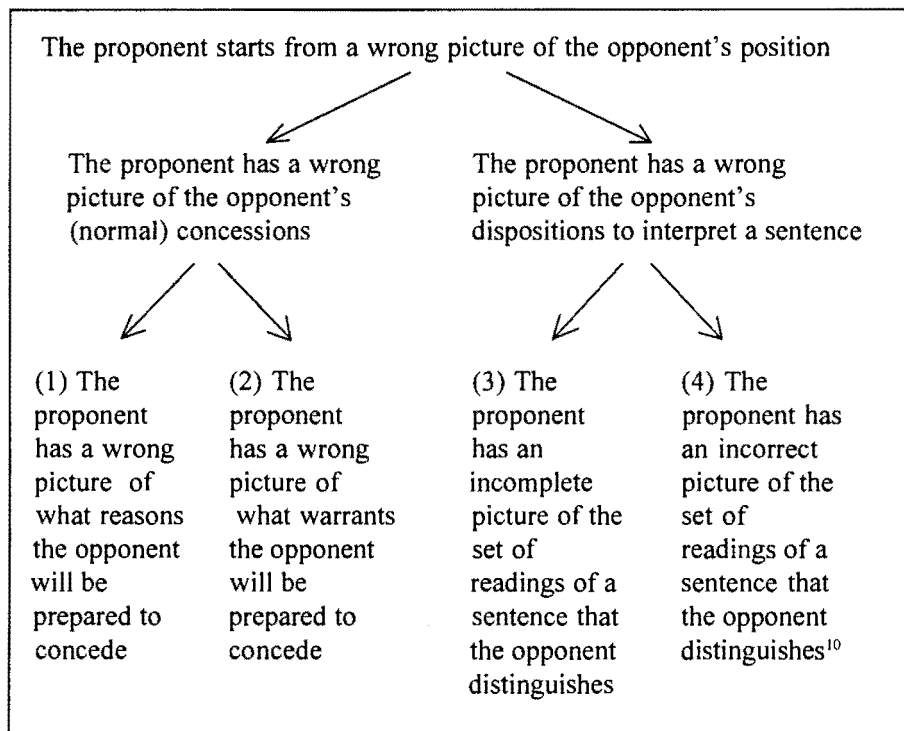 The proponent starts from a wrong picture of the opponent's position
The proponent has a wrong
picture of the opponent's
(normal) concessions
The proponent has a wrong
picture of the opponent's
dispositions to interpret a sentence
(1) The
proponent
has a wrong
picture of
what reasons
the opponent
will be
prepared to
concede
(2) The
proponent
has a wrong
picture of
what warrants
the opponent
will be
prepared to
concede
(3) The
proponent
has an
incomplete
picture of the
set of
readings of a
sentence that
the opponent
distinguishes
(4) The
proponent has
an incorrect
picture of the
set of
readings of a
sentence that
the opponent
distinguishes¹⁰